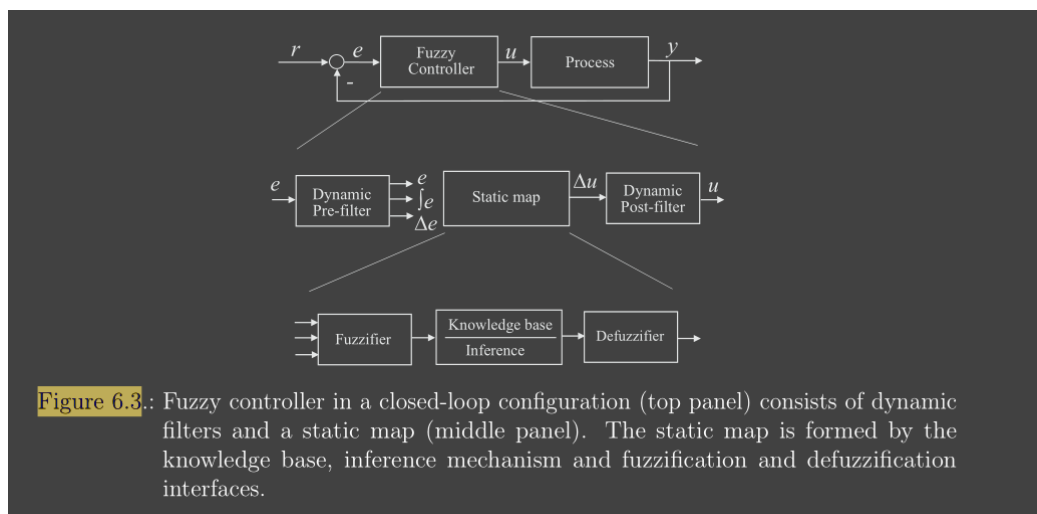 r
e
Fuzzy
Controller
u
Process
y
-
e
Dynamic
Pre-filter
e
∫e
Δe
Static map
Δu
Dynamic
Post-filter
u
Fuzzifier
Knowledge base
Inference
Defuzzifier
Figure 6.3.: Fuzzy controller in a closed-loop configuration (top panel) consists of dynamic
filters and a static map (middle panel). The static map is formed by the
knowledge base, inference mechanism and fuzzification and defuzzification
interfaces.